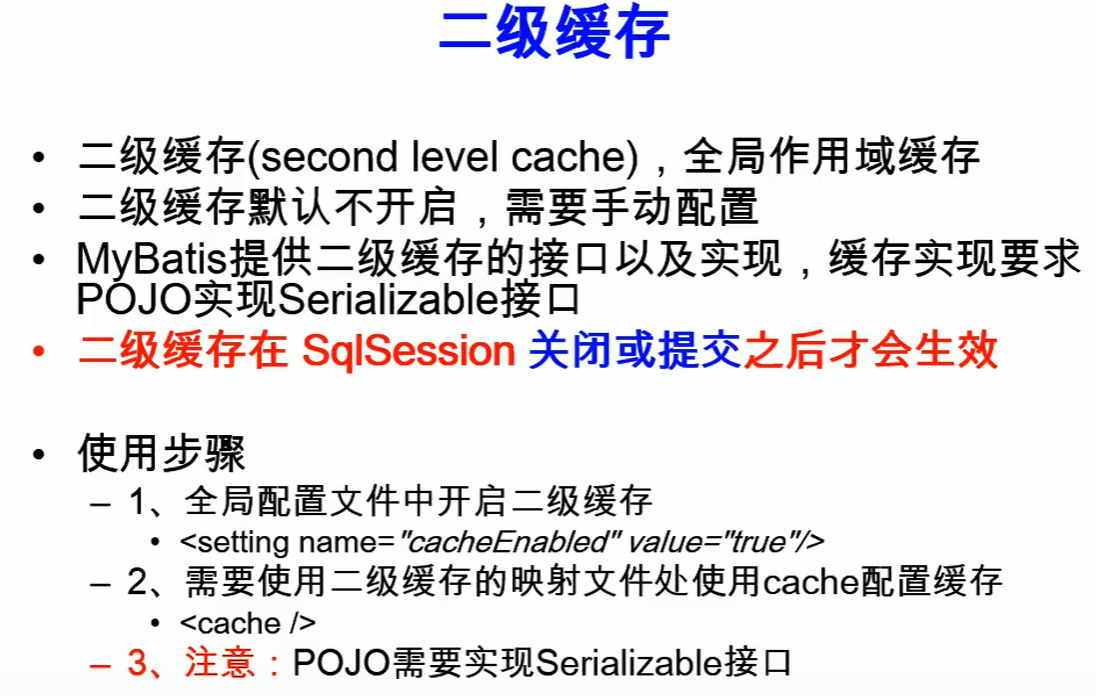 二级缓存
• 二级缓存(second level cache)，全局作用域缓存
• 二级缓存默认不开启，需要手动配置
• MyBatis提供二级缓存的接口以及实现，缓存实现要求
POJO实现Serializable接口
• 二级缓存在 SqlSession 关闭或提交之后才会生效
• 使用步骤
– 1、全局配置文件中开启二级缓存
• <setting name="cacheEnabled" value="true"/>
– 2、需要使用二级缓存的映射文件处使用cache配置缓存
• <cache />
– 3、注意：POJO需要实现Serializable接口